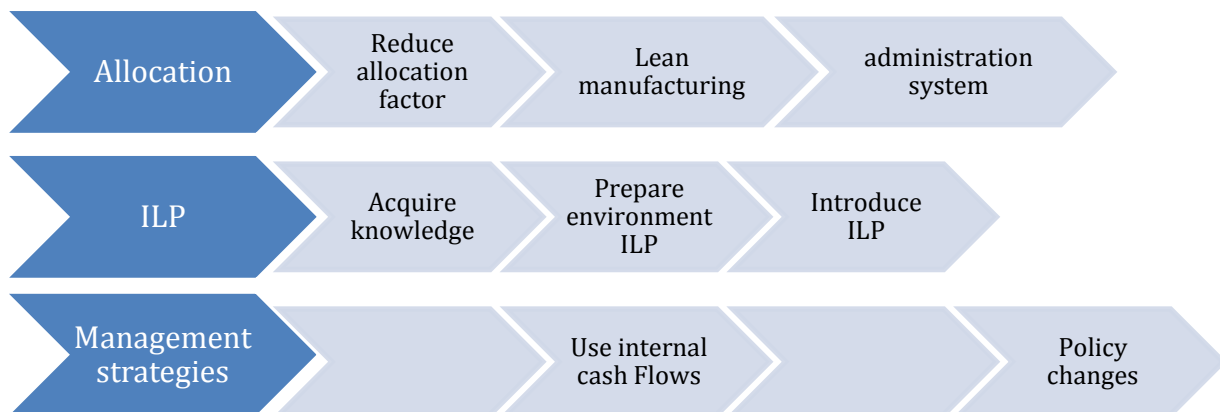 Allocation
Reduce
allocation
factor
Lean
manufacturing
administration
system
ILP
Acquire
knowledge
Prepare
environment
ILP
Introduce
ILP
Management
strategies
Use internal
cash Flows
Policy
changes